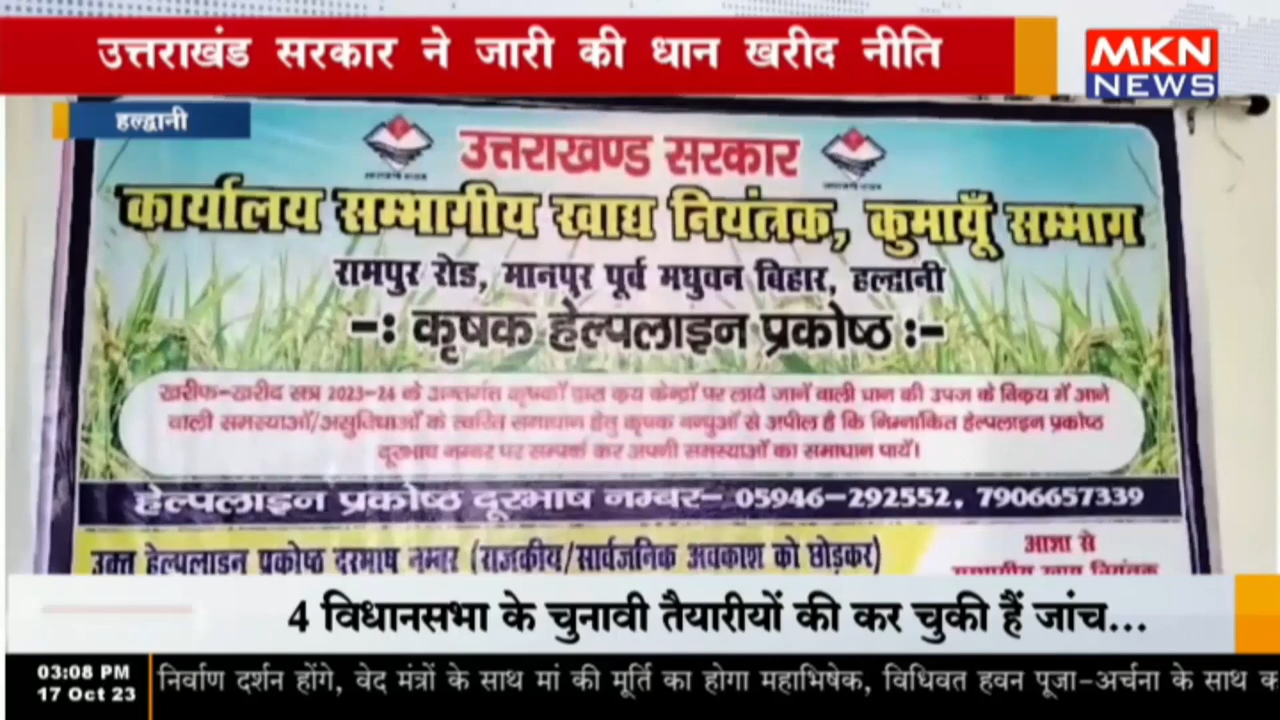 उत्तराखंड सरकार ने जारी की धान खरीद नीति
MKN
NEWS
हल्द्वानी
उत्तराखण्ड सरकार
कार्यालय सम्भागीय खाद्य नियंत्रक, कुमायूँ सम्भाग
रामपुर रोड, मानपुर पूर्व मधुवन विहार, हल्द्वानी
-: कृषक हेल्पलाइन प्रकोष्ठ :-
खरीफ-खरीद सत्र 2023-24 के अन्तर्गत कृषकों द्वारा क्रय केन्द्रों पर लाये जाने वाली धान की उपज के विक्रय में आने
वाली समस्याओं/असुविधाओं के त्वरित समाधान हेतु कृषक बन्धुओं से अपील है कि निम्नांकित हेल्पलाइन प्रकोष्ठ
दूरभाष नम्बर पर सम्पर्क कर अपनी समस्याओं का समाधान पायें।
हेल्पलाइन प्रकोष्ठ दूरभाष नम्बर- 05946-292552, 7906657339
उक्त हेल्पलाइन प्रकोष्ठ दूरभाष नम्बर (राजकीय/सार्वजनिक अवकाश को छोड़कर)
आज्ञा से
4 विधानसभा के चुनावी तैयारीयों की कर चुकी हैं जांच...
03:08 PM
17 Oct 23
निर्वाण दर्शन होंगे, वेद मंत्रों के साथ मां की मूर्ति का होगा महाभिषेक, विधिवत हवन पूजा-अर्चना के साथ क